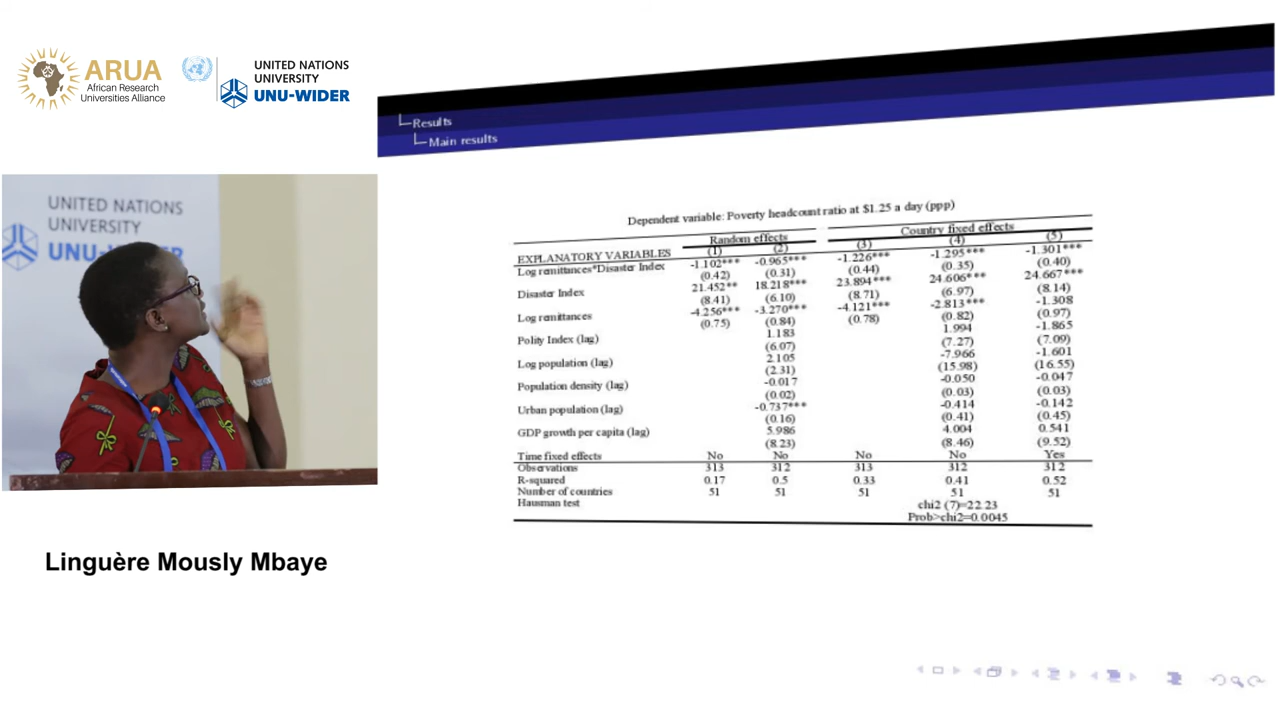 ARUA
African Research
Universities Alliance
UNITED NATIONS
UNIVERSITY
UNU-WIDER
Results
Main results
UNITED NATIONS
UNIVERSITY
UNU-WIDER
Dependent variable: Poverty headcount ratio at $1.25 a day (ppp)
Random effects Country fixed effects
EXPLANATORY VARIABLES (1) (2) (3) (4) (5)
Log remittances*Disaster Index -1.102*** -0.965*** -1.226*** -1.295*** -1.301***
(0.42) (0.31) (0.44) (0.35) (0.40)
Disaster Index 21.452** 18.218*** 23.894*** 24.606*** 24.667***
(8.41) (6.10) (8.71) (6.97) (8.14)
Log remittances -4.256*** -3.270*** -4.121*** -2.813*** -1.308
(0.75) (0.84) (0.78) (0.82) (0.97)
Polity Index (lag) 1.183 1.994 -1.865
(6.07) (7.27) (7.09)
Log population (lag) 2.105 -7.966 -1.601
(2.31) (15.98) (16.55)
Population density (lag) -0.017 -0.050 -0.047
(0.02) (0.03) (0.03)
Urban population (lag) -0.737*** -0.414 -0.142
(0.16) (0.41) (0.45)
GDP growth per capita (lag) 5.986 4.004 0.541
(8.23) (8.46) (9.52)
Time fixed effects No No No No Yes
Observations 313 312 313 312 312
R-squared 0.17 0.5 0.33 0.41 0.52
Number of countries 51 51 51 51 51
Hausman test chi2 (7)=22.23
Prob>chi2=0.0045
Linguère Mously Mbaye